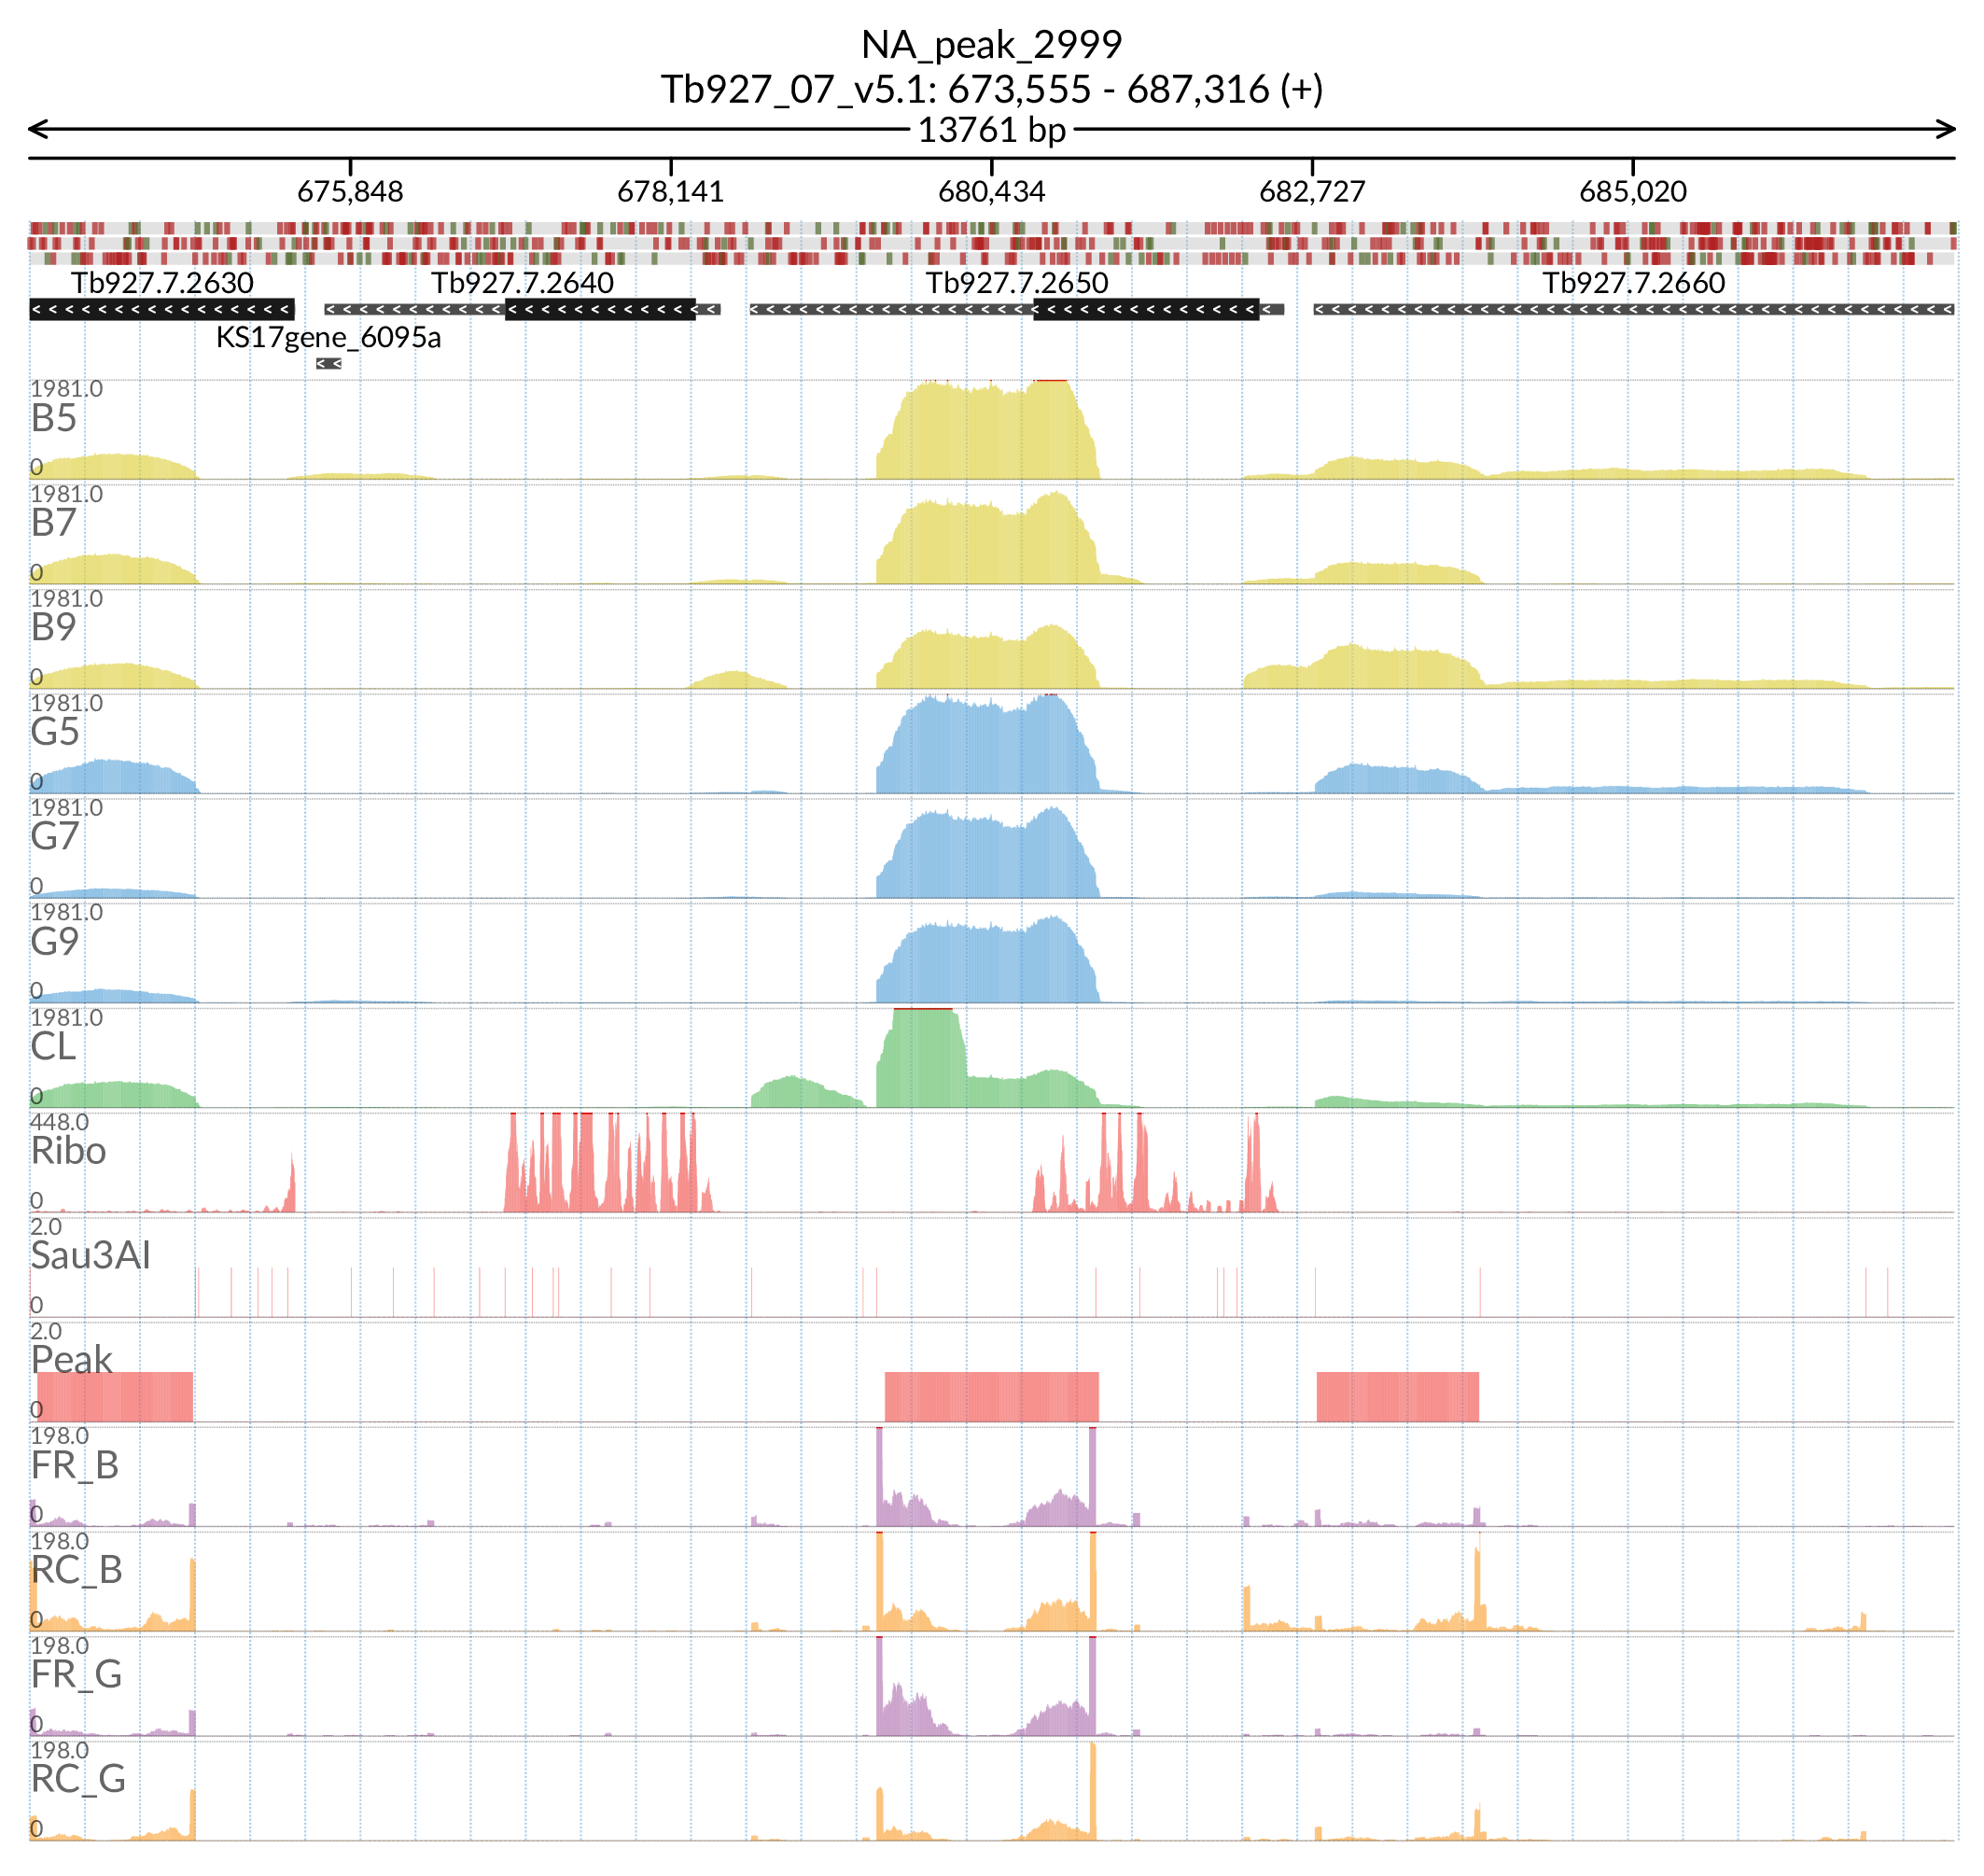 NA_peak_2999
Tb927_07_v5.1: 673,555 - 687,316 (+)
13761 bp
675,848 678,141 680,434 682,727 685,020
Tb927.7.2630 Tb927.7.2640 Tb927.7.2650 Tb927.7.2660
KS17gene_6095a
1981.0
B5
0
1981.0
B7
0
1981.0
B9
0
1981.0
G5
0
1981.0
G7
0
1981.0
G9
0
1981.0
CL
0
448.0
Ribo
0
2.0
Sau3AI
0
2.0
Peak
0
198.0
FR_B
0
198.0
RC_B
0
198.0
FR_G
0
198.0
RC_G
0